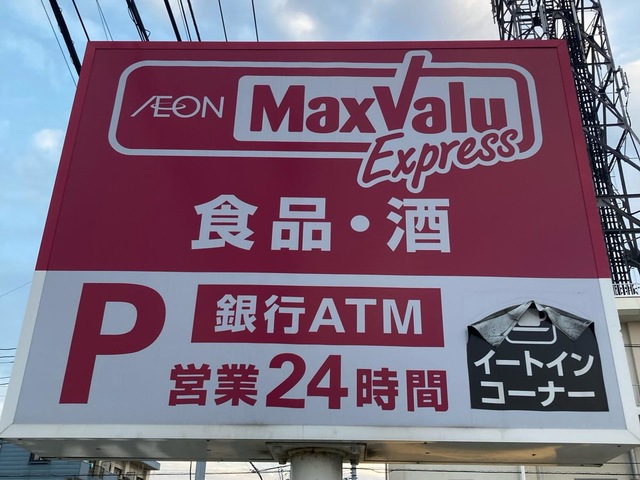 ÆON MaxValu
Express
食品・酒
P
銀行ATM
営業24時間
イートイン
コーナー